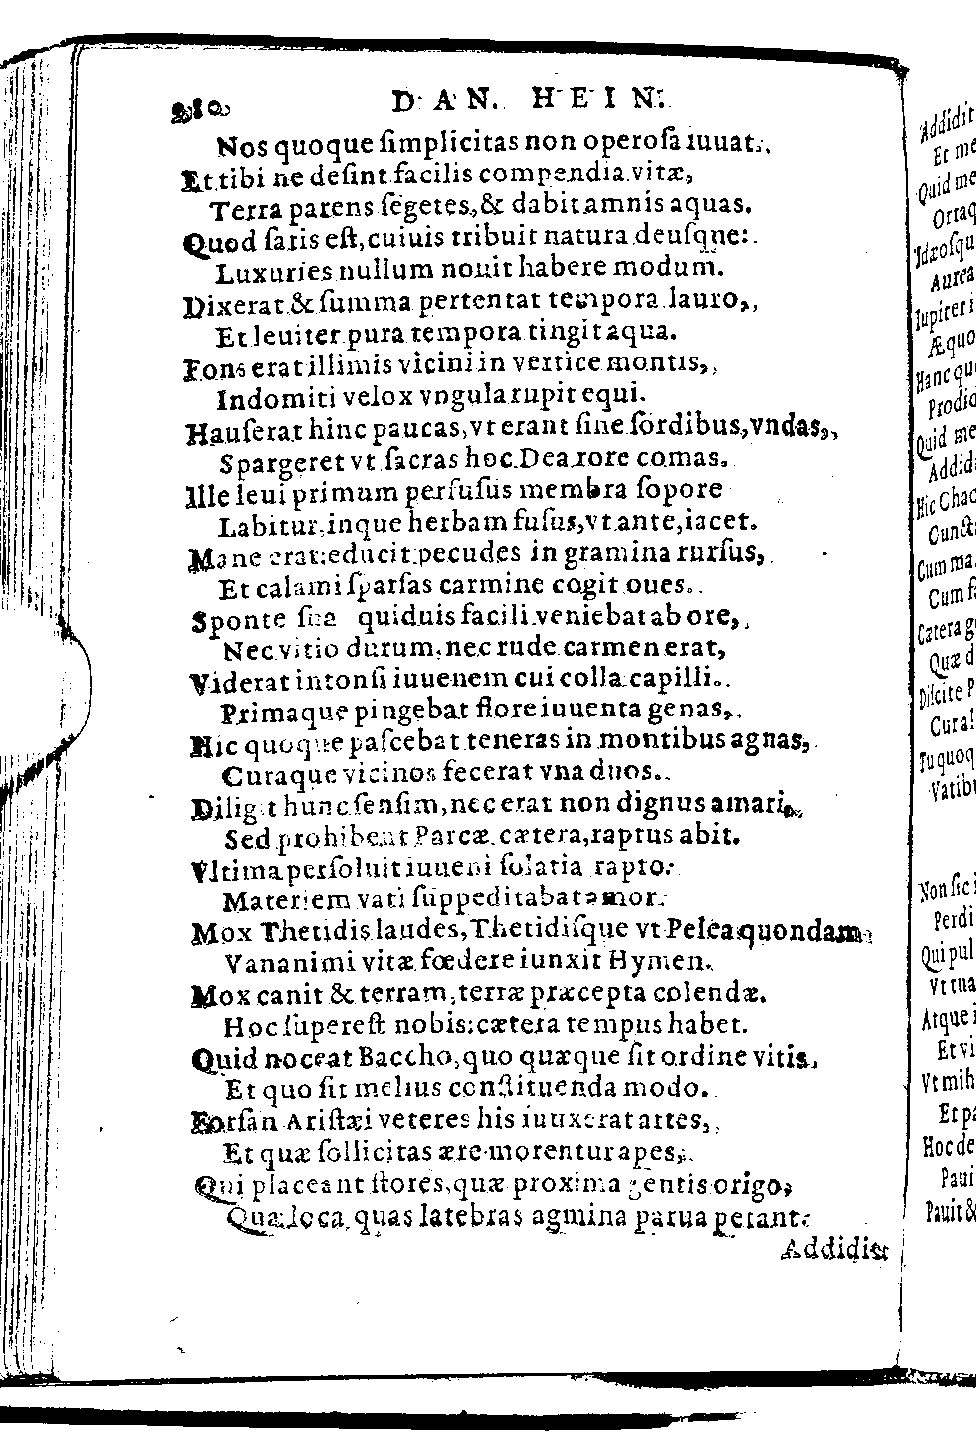 210 DAN. HEIN.
Nos quoque ſimplicitas non operoſa iuuat.
Et tibi ne deſint facilis compendia vitæ,
Terra parens ſegetes, & dabit amnis aquas.
Quod ſatis eſt, cuiuis tribuit natura deuſque:
Luxuries nullum nouit habere modum.
Dixerat & ſumma pertentat tempora lauro,
Et leuiter pura tempora tingit aqua.
Fons erat illimis vicini in vertice montis,
Indomiti velox vngula rupit equi.
Hauſerat hinc paucas, vt erant ſine ſordibus, vndas,
Spargeret vt ſacras hoc Dea rore comas.
Ille leui primum perfuſus membra ſopore
Labitur, inque herbam fuſus, vt ante, iacet.
Mane erat: educit pecudes in gramina rurſus,
Et calami ſparſas carmine cogit oues.
Sponte ſua quiduis facili veniebat ab ore,
Nec vitio durum, nec rude carmen erat,
Viderat intonſi iuuenem cui colla capilli.
Primaque pingebat flore iuuenta genas,
Hic quoque paſcebat teneras in montibus agnas,
Curaque vicinos fecerat vna duos.
Diligit hunc ſenſim, nec erat non dignus amari,
Sed prohibent Parcæ cætera, raptus abit.
Vltima perſoluit iuueni ſolatia rapto:
Materiem vati ſuppeditabat amor.
Mox Thetidis laudes, Thetidiſque vt Pelea quondam
Vnanimi vitæ fœdere iunxit Hymen.
Mox canit & terram, terræ præcepta colendæ.
Hoc ſupereſt nobis: cætera tempus habet.
Quid noceat Baccho, quo quæque ſit ordine vitis,
Et quo ſit melius conſtituenda modo.
Forſan Ariſtæi veteres his iuuxerat artes,
Et quæ ſollicitas ære morentur apes,
Qui placeant flores, quæ proxima gentis origo,
Quæ loca, quas latebras agmina parua petant:
Addidit
Addidit
Et me
Quid me
Ortaq
Idæoſqu
Aurea
Iupiter i
Æquo
Hanc qu
Prodid
Quid me
Addid
Hic Chao
Cunct
Cum ma
Cum f
Cætera g
Quæ d
Diſcite P
Cura
Tu quoq
Vatib
Non ſic i
Perdi
Qui pul
Vt tua
Atque i
Et vi
Vt mih
Et pa
Hoc de
Paui
Pauit &